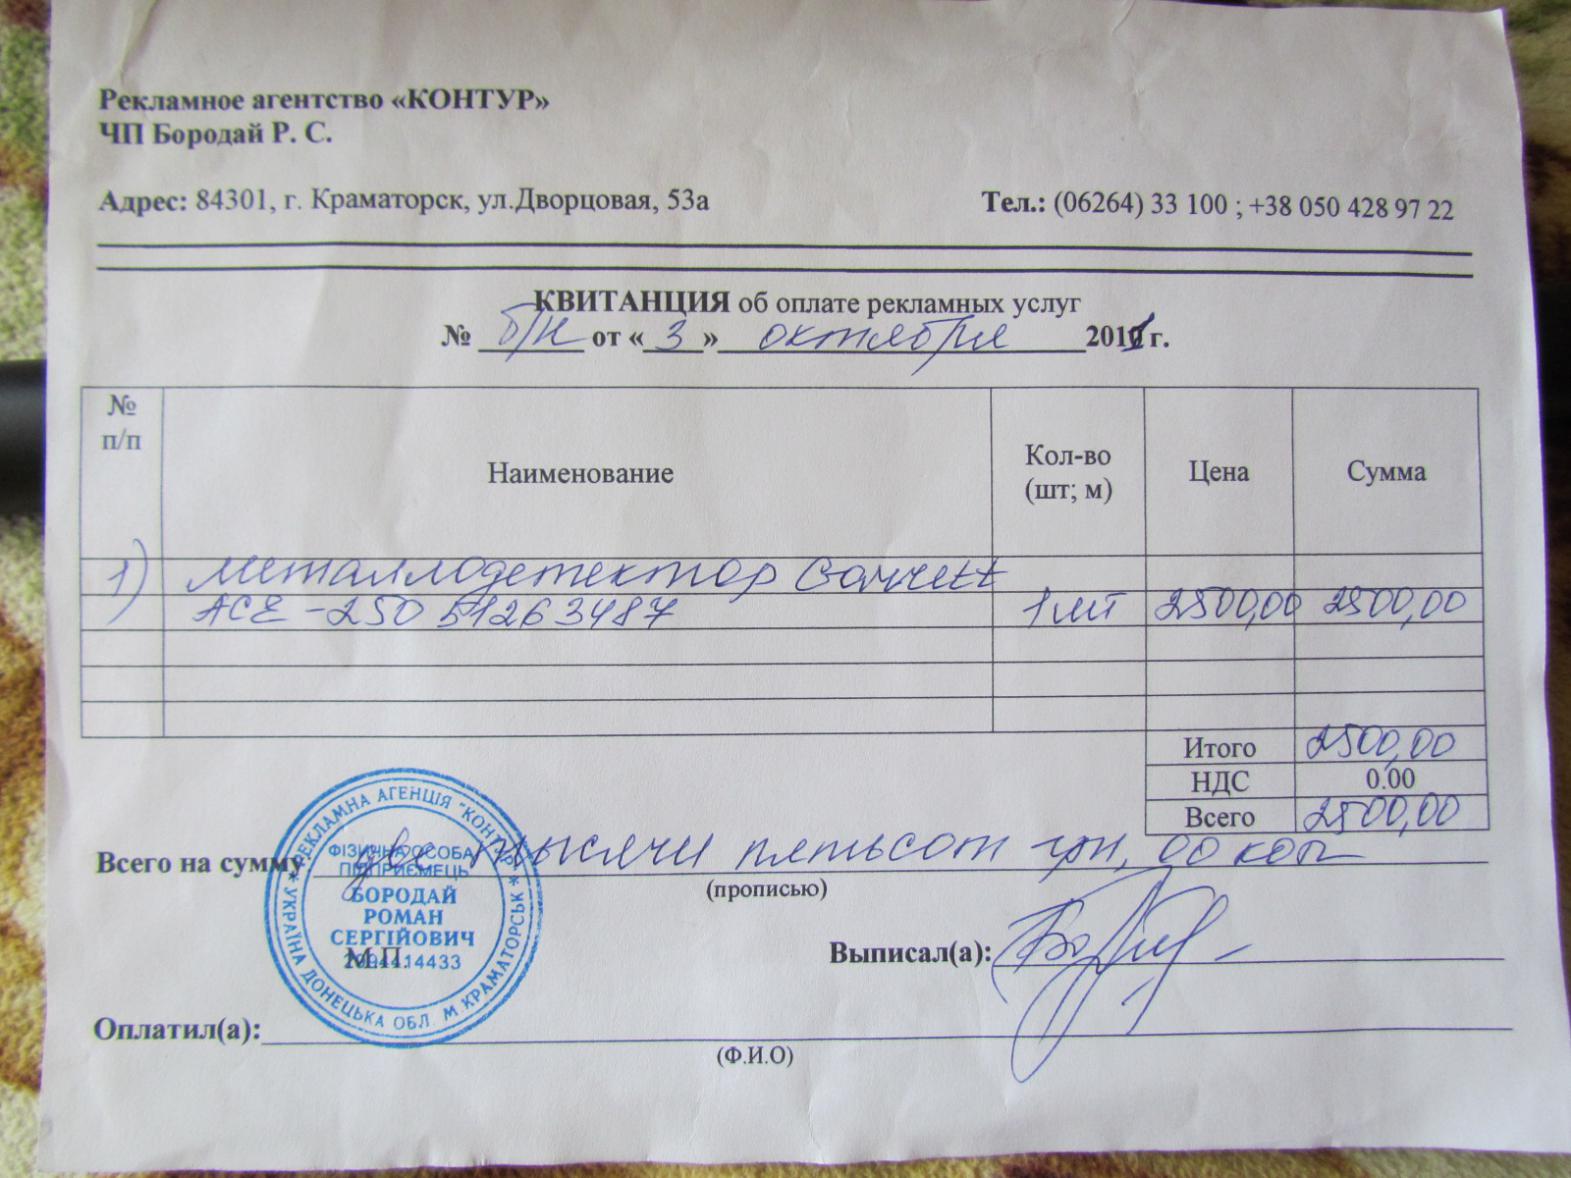 Рекламное агентство «КОНТУР»
ЧП Бородай Р. С.
Адрес: 84301, г. Краматорск, ул.Дворцовая, 53а Тел.: (06264) 33 100 ; +38 050 428 97 22
КВИТАНЦИЯ об оплате рекламных услуг
№ б/н от « 3 » октября 2011 г.
№ п/п Наименование Кол-во (шт; м) Цена Сумма
1) Металлодетектор Garrett
ACE -250 51263487 1 шт 2500,00 2500,00
Итого 2500,00
НДС 0.00
Всего 2500,00
Всего на сумму две тысячи пятьсот грн, 00 коп
(прописью)
РЕКЛАМНА АГЕНЦІЯ "КОНТУР" * УКРАЇНА ДОНЕЦЬКА ОБЛ. М.КРАМАТОРСЬК *
ФІЗИЧНА ОСОБА
ПІДПРИЄМЕЦЬ
БОРОДАЙ
РОМАН
СЕРГІЙОВИЧ
М.П.
Выписал(а):
Оплатил(а):
(Ф.И.О)